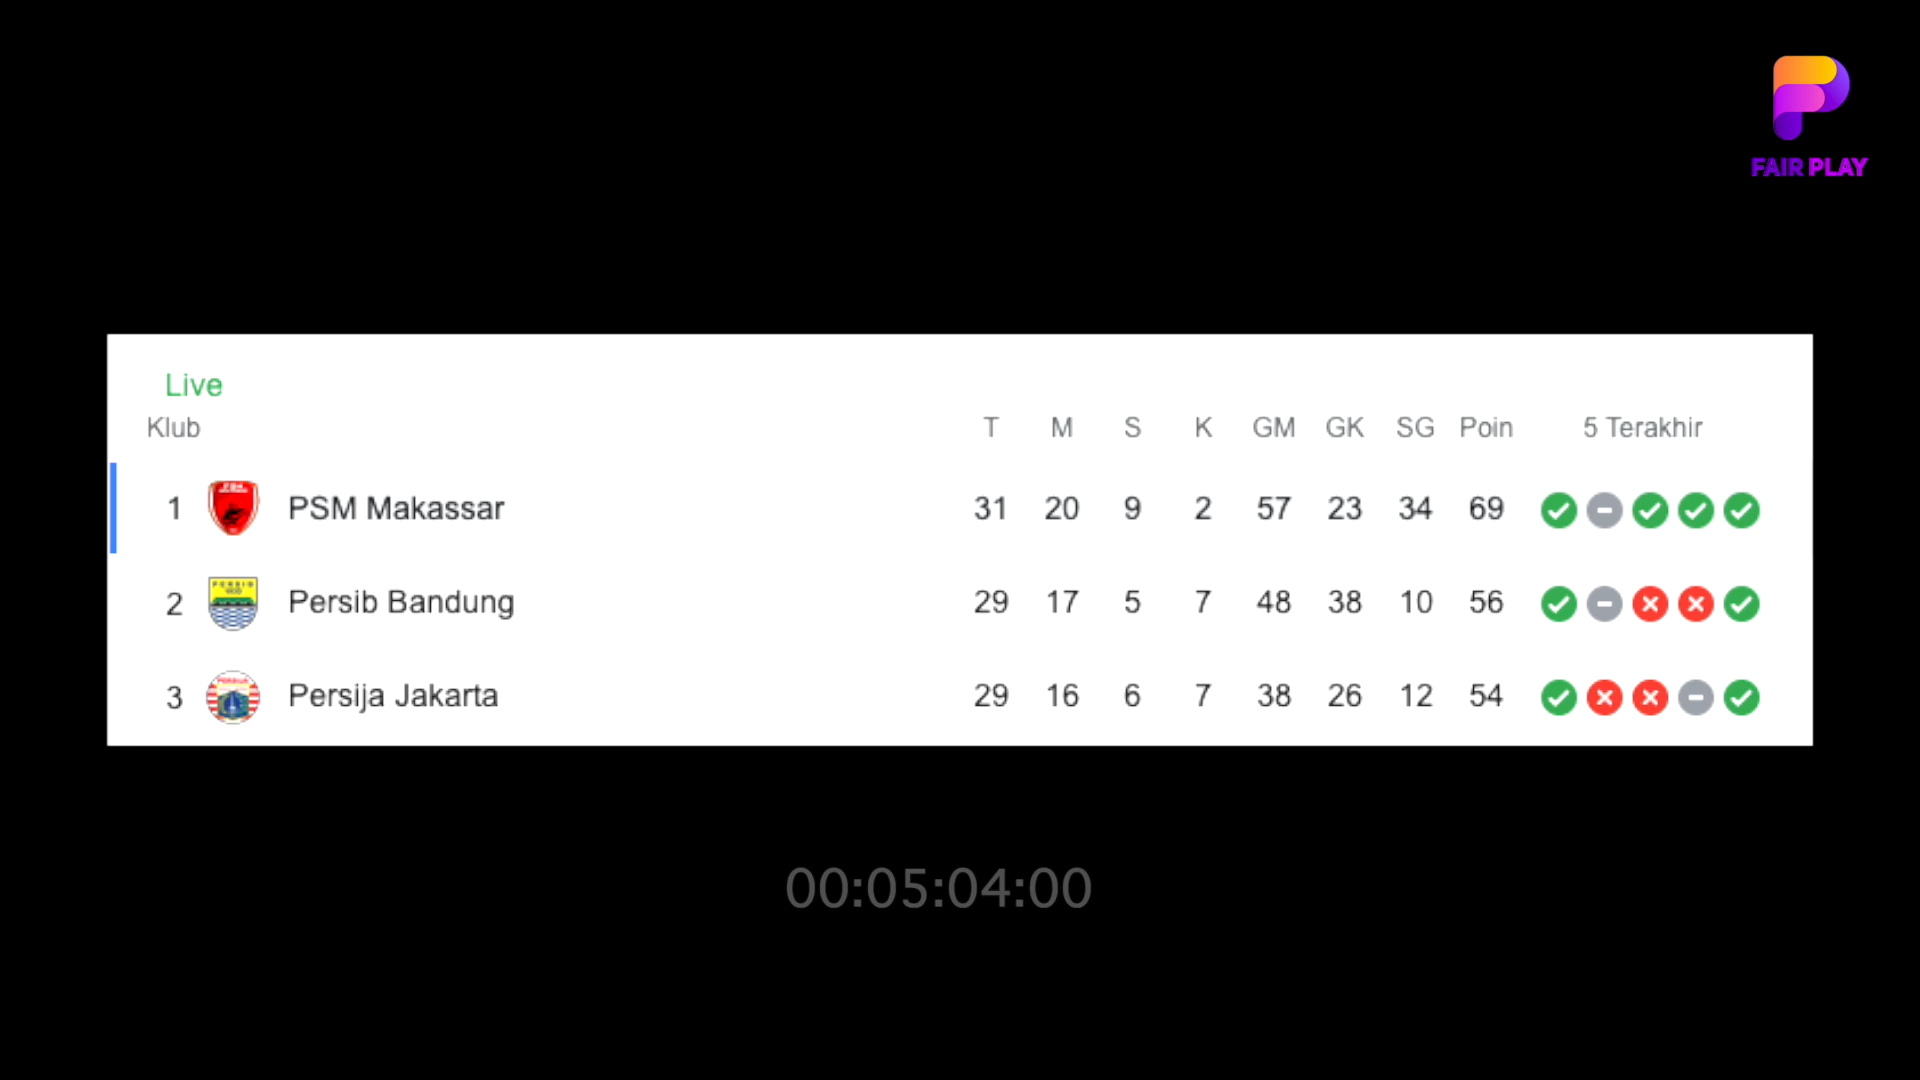 FAIR PLAY
Live
Klub T M S K GM GK SG Poin 5 Terakhir
1 PSM Makassar 31 20 9 2 57 23 34 69
2 PERSIB Persib Bandung 29 17 5 7 48 38 10 56
3 Persija Jakarta 29 16 6 7 38 26 12 54
00:05:04:00